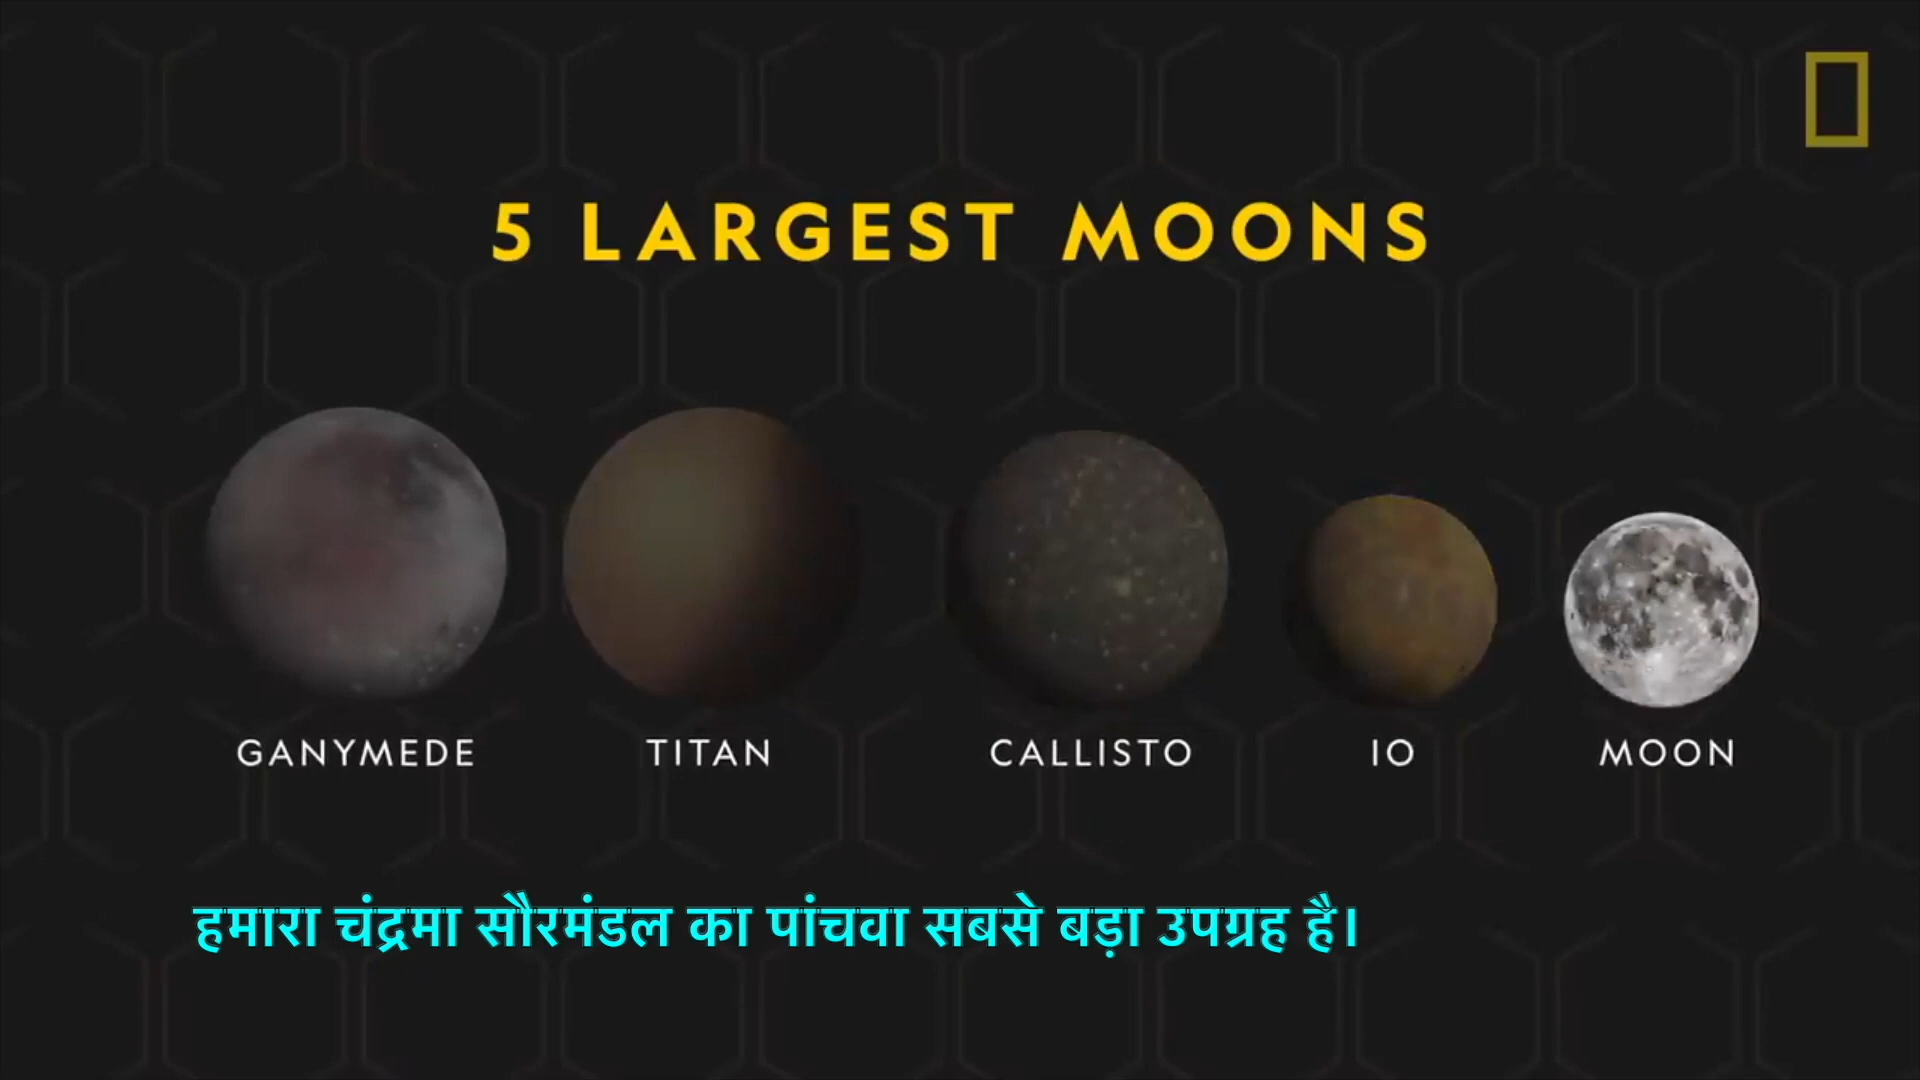 5 LARGEST MOONS
GANYMEDE TITAN CALLISTO IO MOON
हमारा चंद्रमा सौरमंडल का पांचवा सबसे बड़ा उपग्रह है।